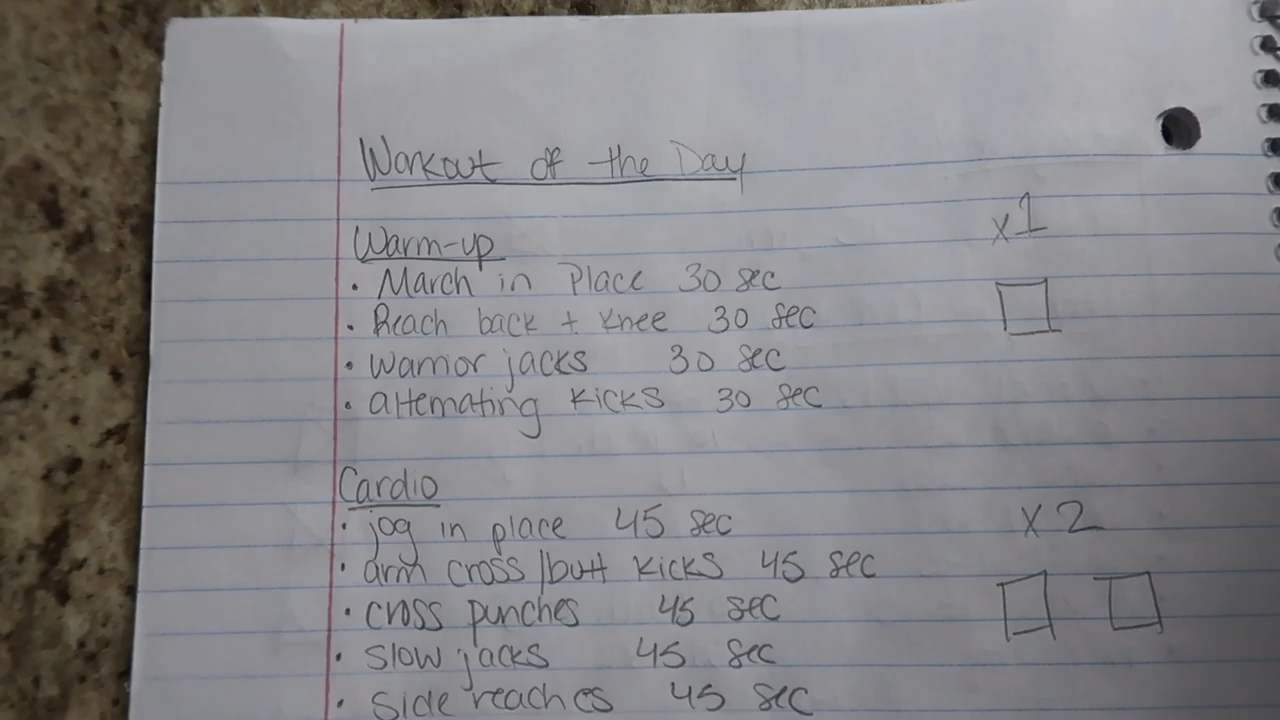 Workout of the Day
x1
Warm-up
• March in Place 30 sec
• Reach back + Knee 30 sec
• Warrior jacks 30 sec
• alternating Kicks 30 sec
Cardio
x2
• jog in place 45 sec
• arm cross/butt kicks 45 sec
• cross punches 45 sec
• slow jacks 45 sec
• side reaches 45 sec